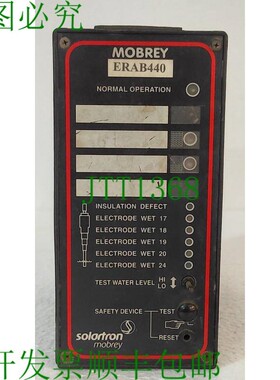 图必究)
MOBREY
ERAB440
NORMAL OPERATION
JTT1368
INSULATION DEFECT
ELECTRODE WET 17
ELECTRODE WET 18
ELECTRODE WET 19
ELECTRODE WET 20
ELECTRODE WET 24
TEST WATER LEVEL HI
LO
SAFETY DEVICE TEST
RESET
solartron
mobrey
开发票顺丰包邮